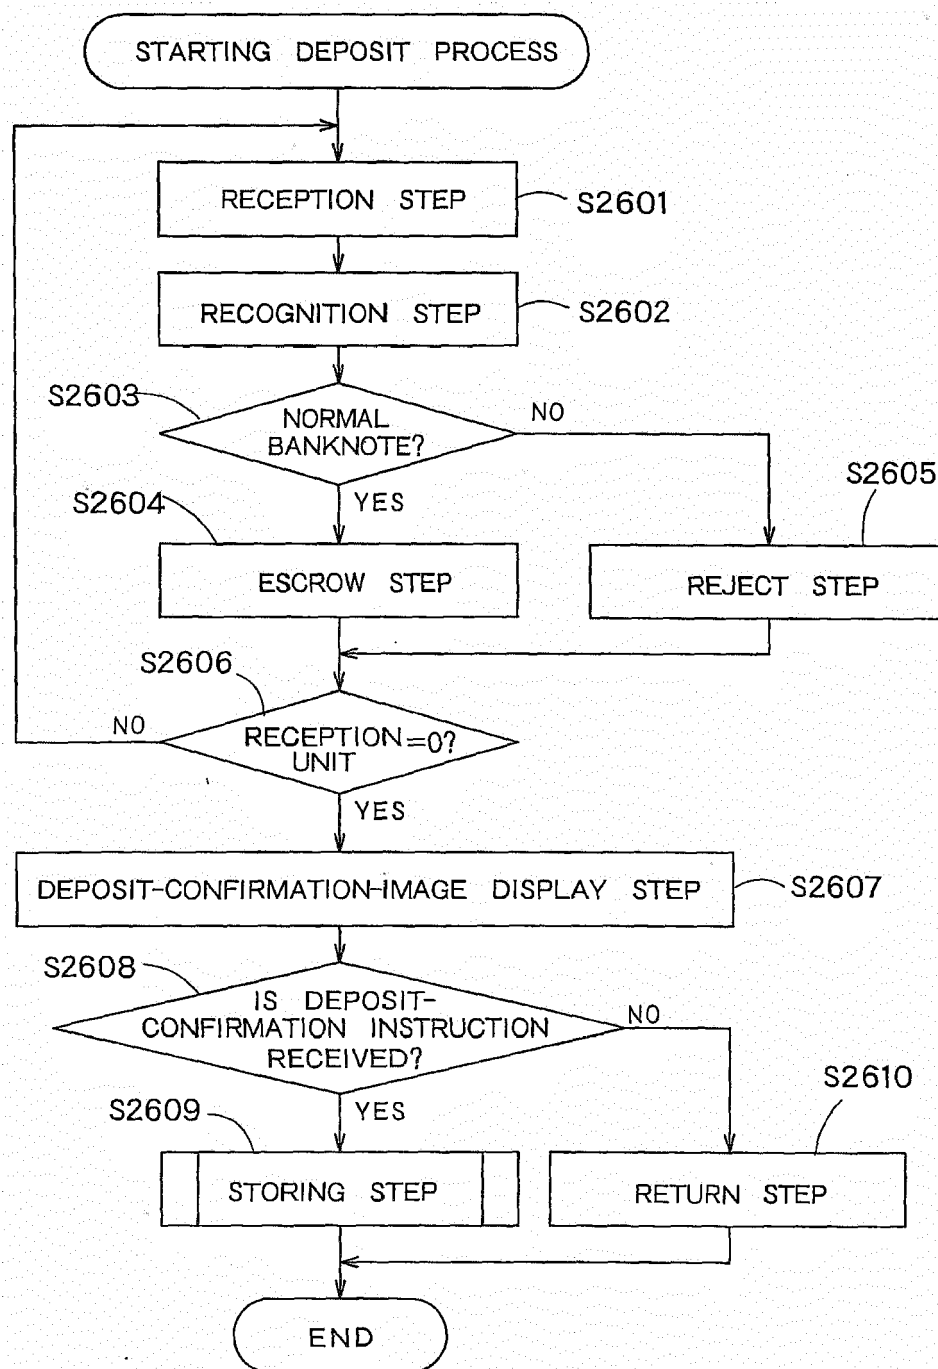 STARTING DEPOSIT PROCESS
RECEPTION STEP
S2601
RECOGNITION STEP
S2602
S2603
NORMAL
BANKNOTE?
NO
YES
S2604
S2605
ESCROW STEP
REJECT STEP
S2606
NO
RECEPTION =0?
UNIT
YES
DEPOSIT-CONFIRMATION-IMAGE DISPLAY STEP
S2607
S2608
IS DEPOSIT-
CONFIRMATION INSTRUCTION
RECEIVED?
NO
YES
S2609
S2610
STORING STEP
RETURN STEP
END